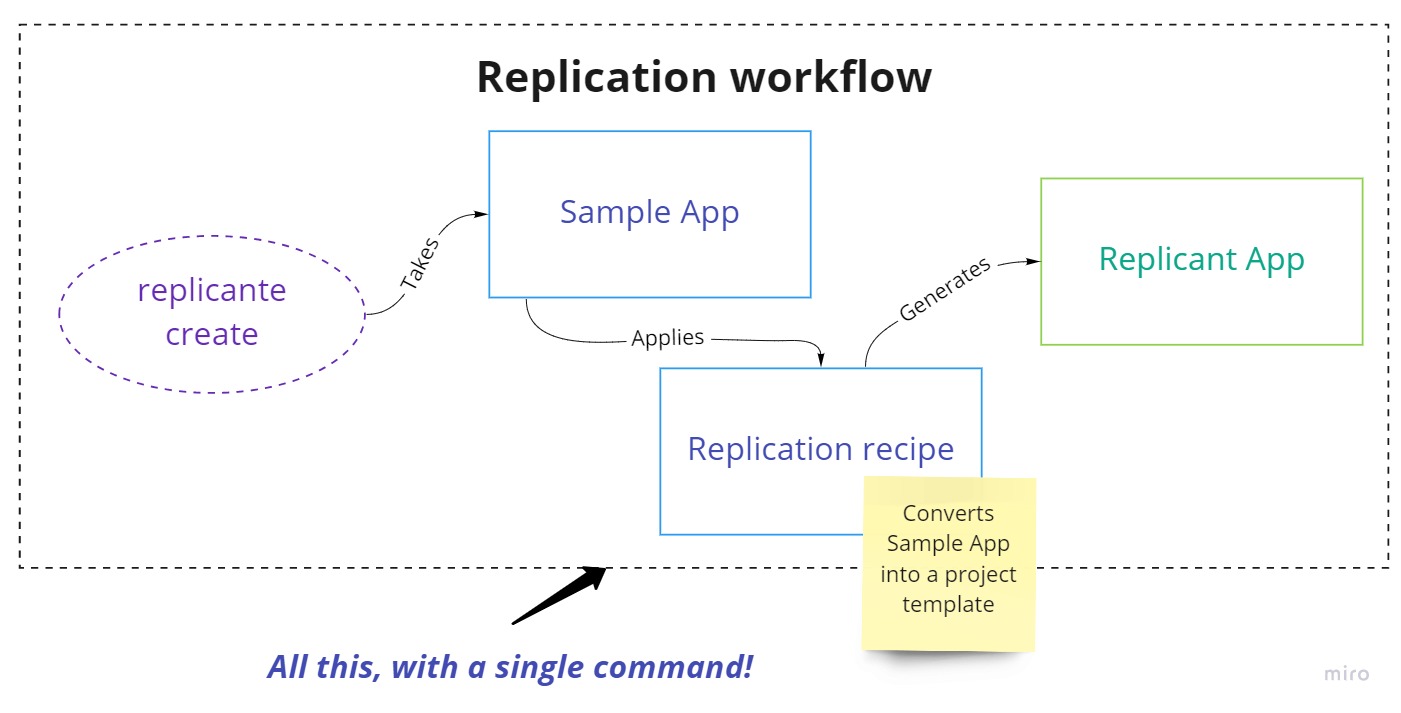 Replication workflow
replicante
create
Takes
Sample App
Applies
Replication recipe
Converts
Sample App
into a project
template
Generates
Replicant App
All this, with a single command!
miro